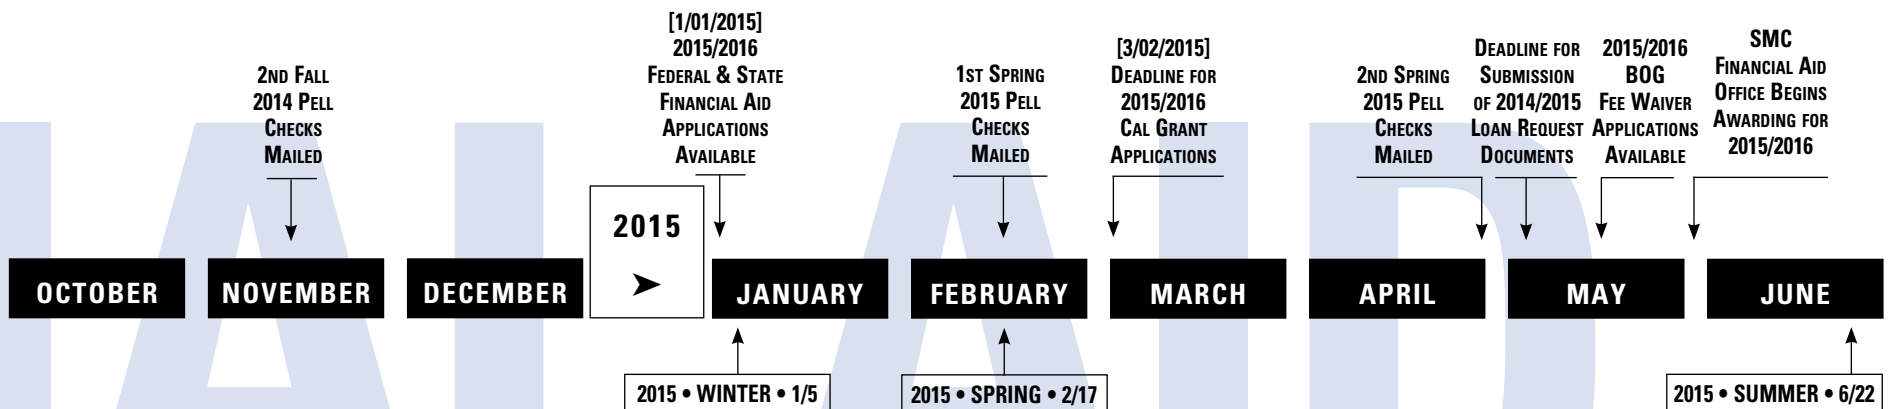 2ND FALL
2014 PELL
CHECKS
MAILED
[1/01/2015]
2015/2016
FEDERAL & STATE
FINANCIAL AID
APPLICATIONS
AVAILABLE
1ST SPRING
2015 PELL
CHECKS
MAILED
[3/02/2015]
DEADLINE FOR
2015/2016
CAL GRANT
APPLICATIONS
2ND SPRING
2015 PELL
CHECKS
MAILED
DEADLINE FOR
SUBMISSION
OF 2014/2015
LOAN REQUEST
DOCUMENTS
2015/2016
BOG
FEE WAIVER
APPLICATIONS
AVAILABLE
SMC
FINANCIAL AID
OFFICE BEGINS
AWARDING FOR
2015/2016
2015
OCTOBER
NOVEMBER
DECEMBER
JANUARY
FEBRUARY
MARCH
APRIL
MAY
JUNE
2015 • WINTER • 1/5
2015 • SPRING • 2/17
2015 • SUMMER • 6/22
IAL AID